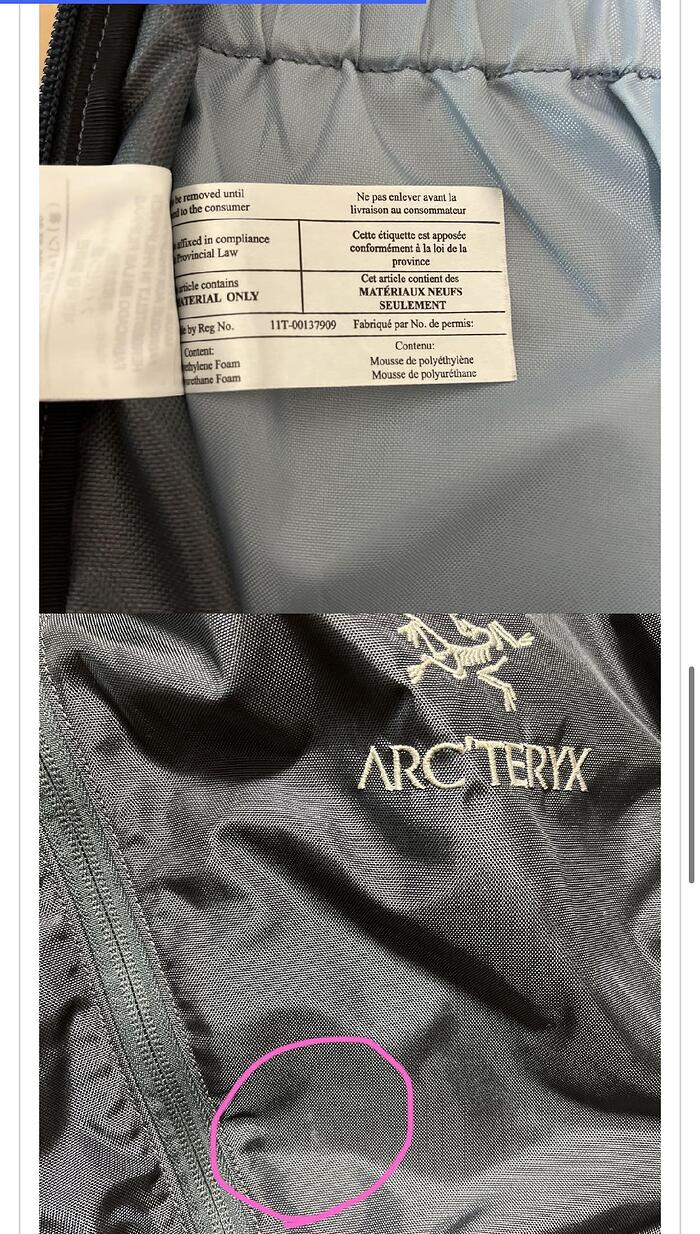 be removed until
to the consumer
Ne pas enlever avant la
livraison au consommateur
affixed in compliance
Provincial Law
Cette étiquette est apposée
conformément à la loi de la
province
article contains
MATERIAL ONLY
Cet article contient des
MATÉRIAUX NEUFS
SEULEMENT
by Reg No. 11T-00137909 Fabriqué par No. de permis:
Content:
Foam
Foam
Contenu:
Mousse de polyéthylène
Mousse de polyuréthane
ARC'TERYX